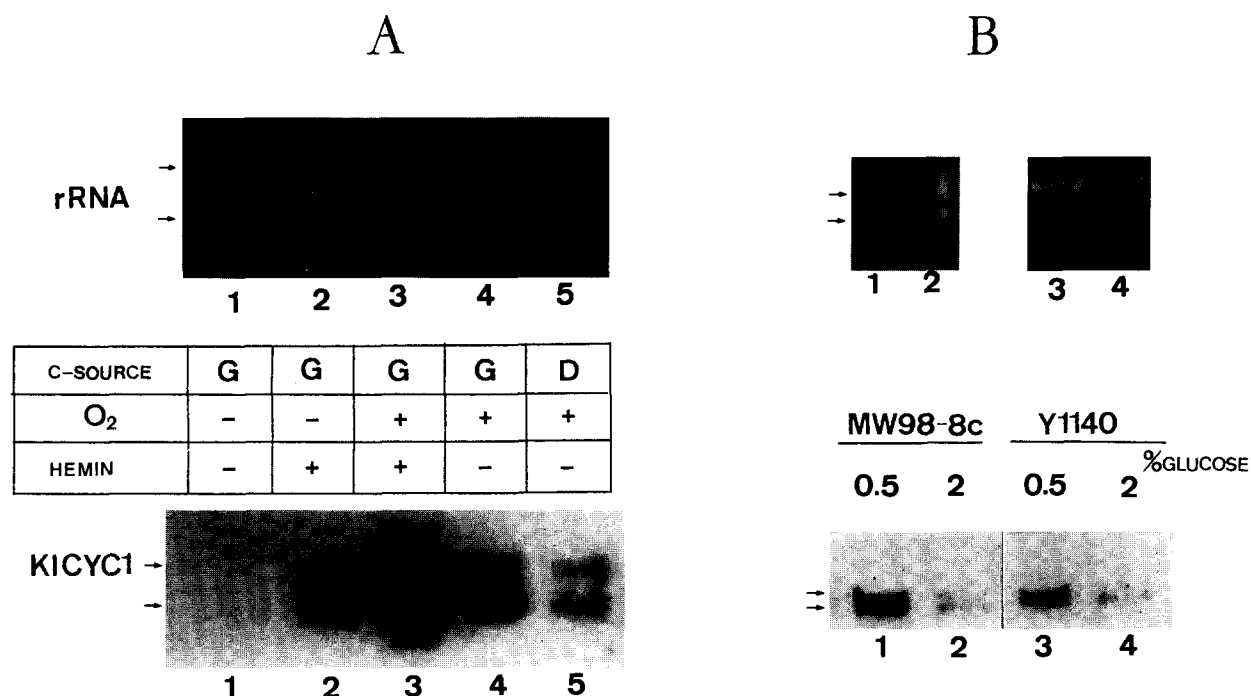 A
B
rRNA
1 2 3 4 5
1 2
3 4
C-SOURCE G G G G D
O₂ – – + + +
HEMIN – + + – –
MW98-8c Y1140
0.5 2 0.5 2 %GLUCOSE
KlCYC1
1 2 3 4 5
1 2 3 4